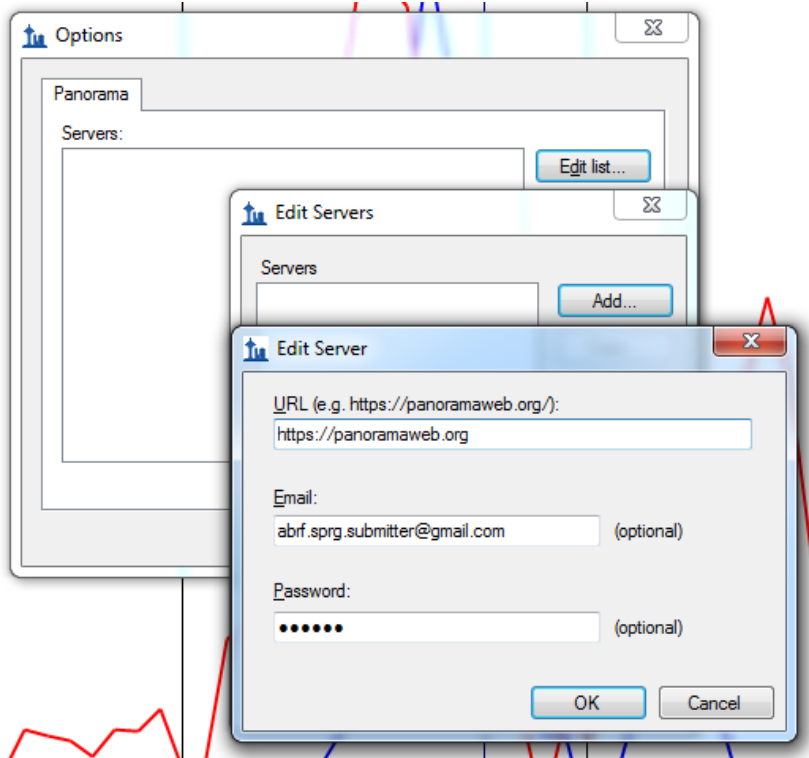 Options
Panorama
Servers:
Edit list...
Edit Servers
Servers
Add...
Edit Server
URL (e.g. https://panoramaweb.org/):
https://panoramaweb.org
Email:
abrf.sprg.submitter@gmail.com (optional)
Password:
•••••• (optional)
OK Cancel